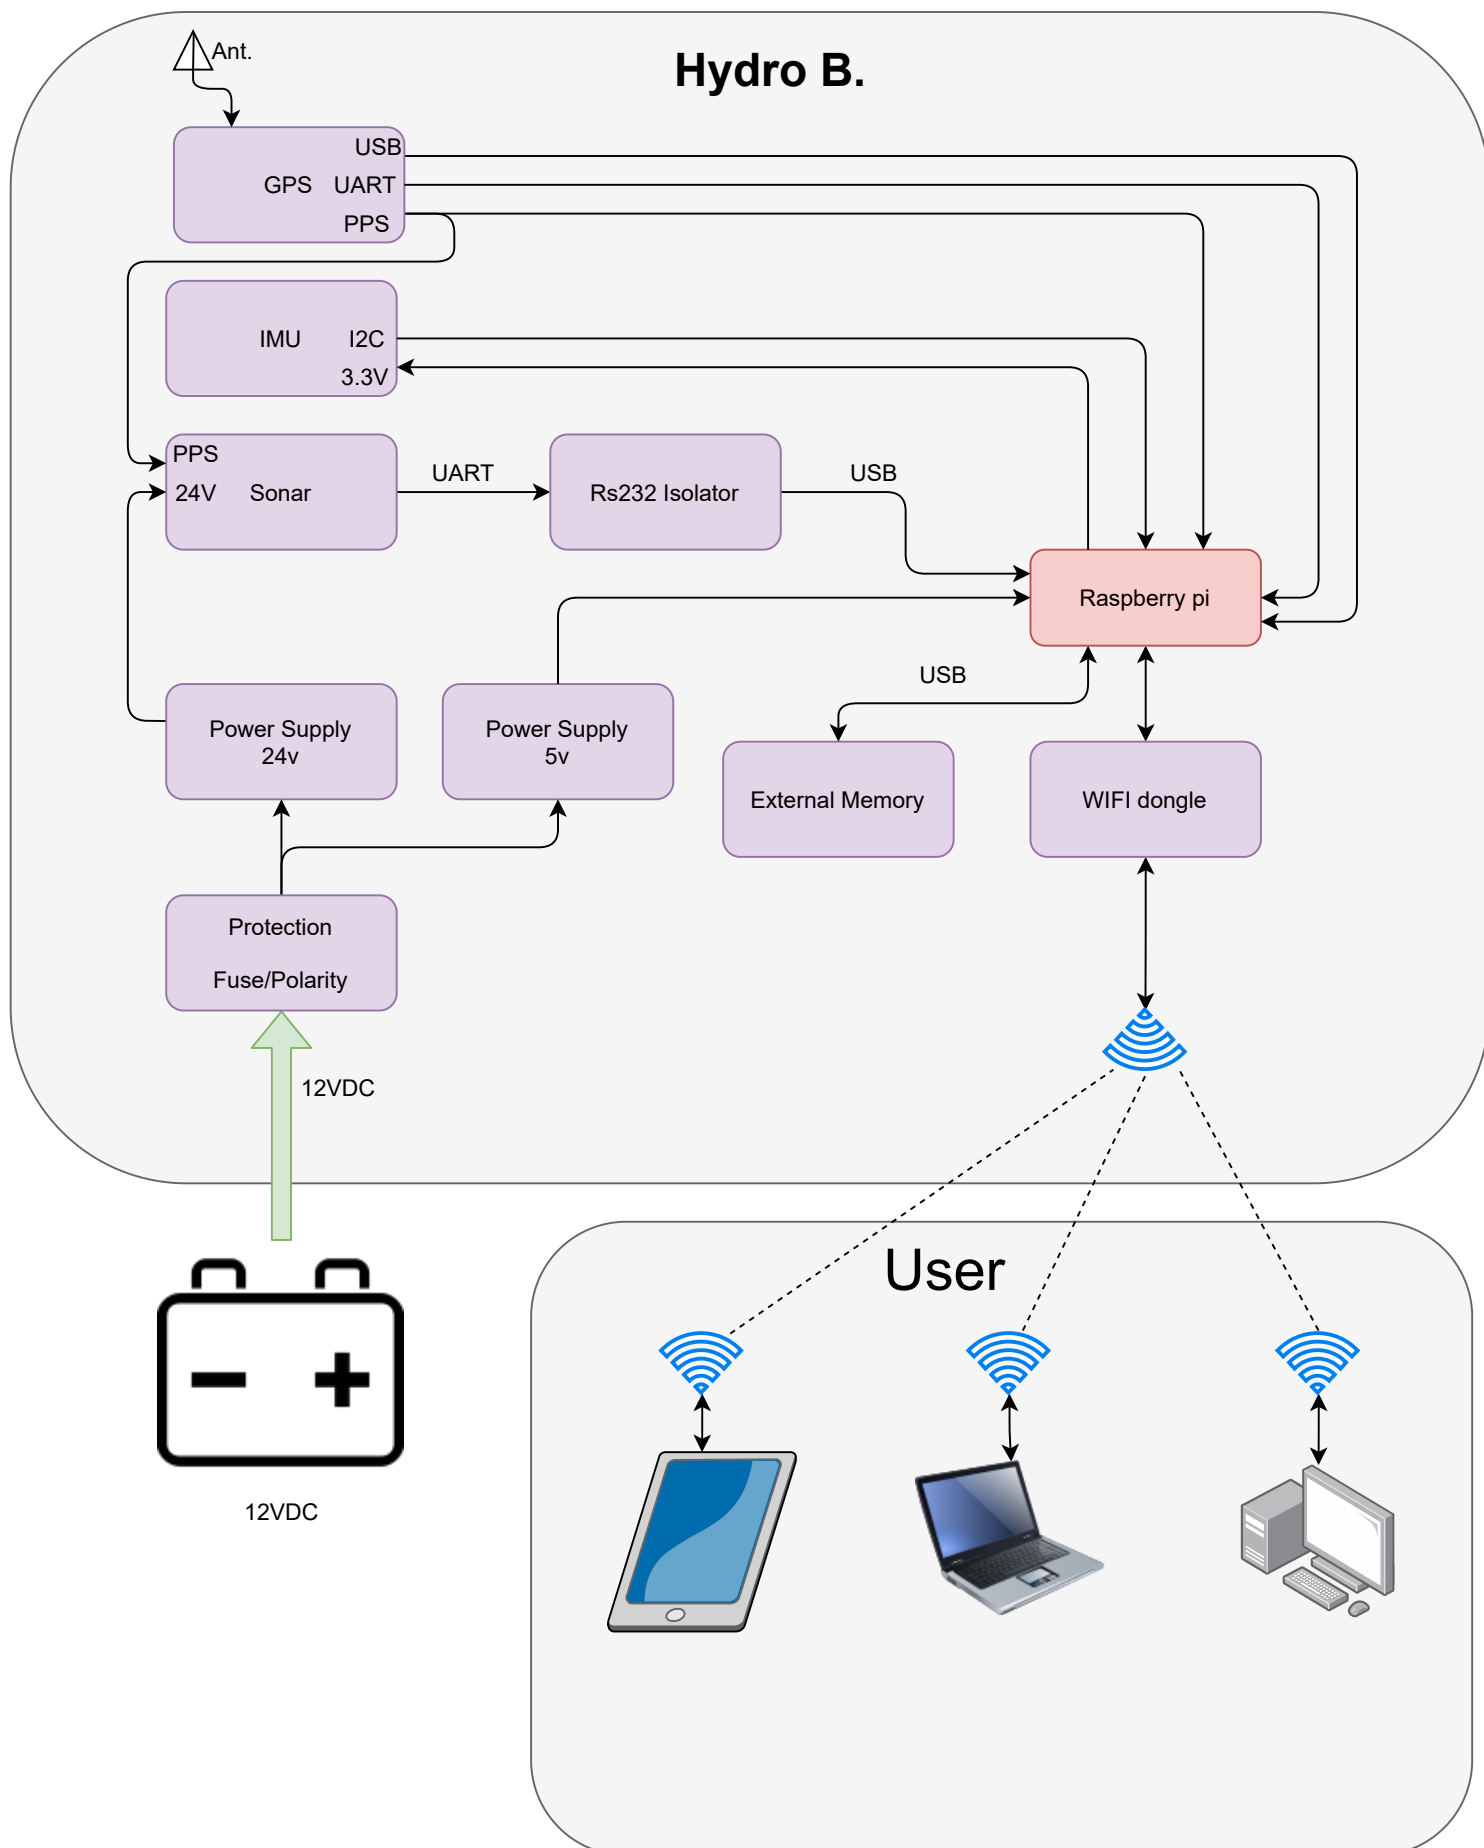 Ant.
Hydro B.
USB
GPS UART
PPS
IMU I2C
3.3V
PPS
24V Sonar
UART
Rs232 Isolator
USB
Raspberry pi
USB
Power Supply
24v
Power Supply
5v
External Memory
WIFI dongle
Protection
Fuse/Polarity
12VDC
User
12VDC